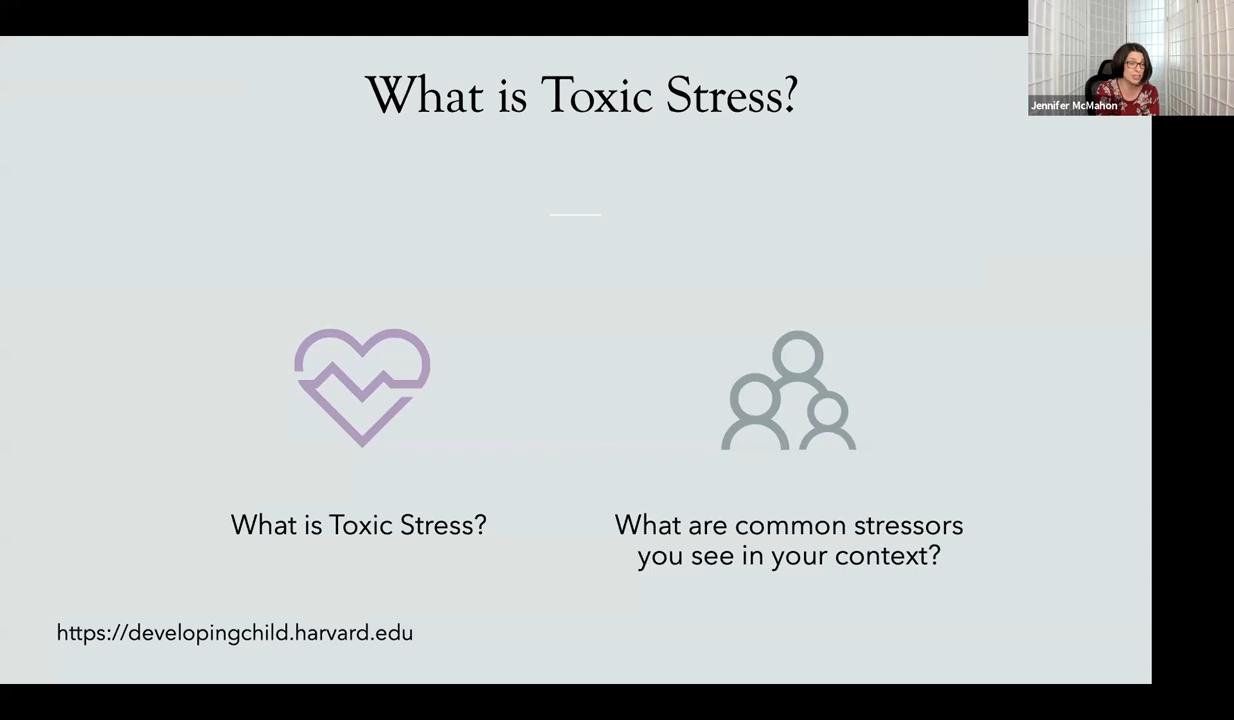 What is Toxic Stress?
Jennifer McMahon
What is Toxic Stress?
What are common stressors
you see in your context?
https://developingchild.harvard.edu